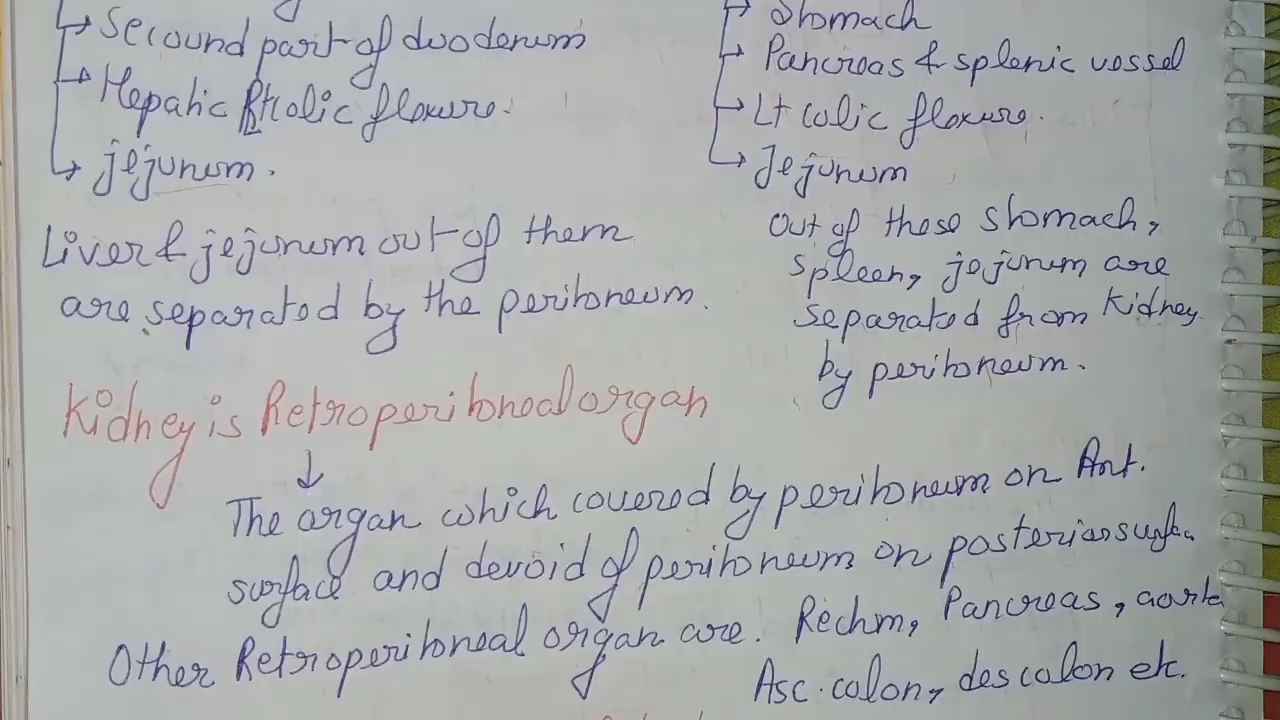 Secound part of duodenum
Hepatic flexure.
jejunum.
Liver & jejunum out of them
are separated by the peritoneum.
Stomach
Pancreas & splenic vessel
Lt colic flexure.
Jejunum
Out of these stomach,
spleen, jejunum are
separated from kidney
by peritoneum.
Kidney is Retroperitoneal organ
↓
The organ which covered by peritoneum on Ant.
surface and devoid of peritoneum on posterior surface
Other Retroperitoneal organ are. Rectum, Pancreas, aorta
Asc. colon, des colon etc.